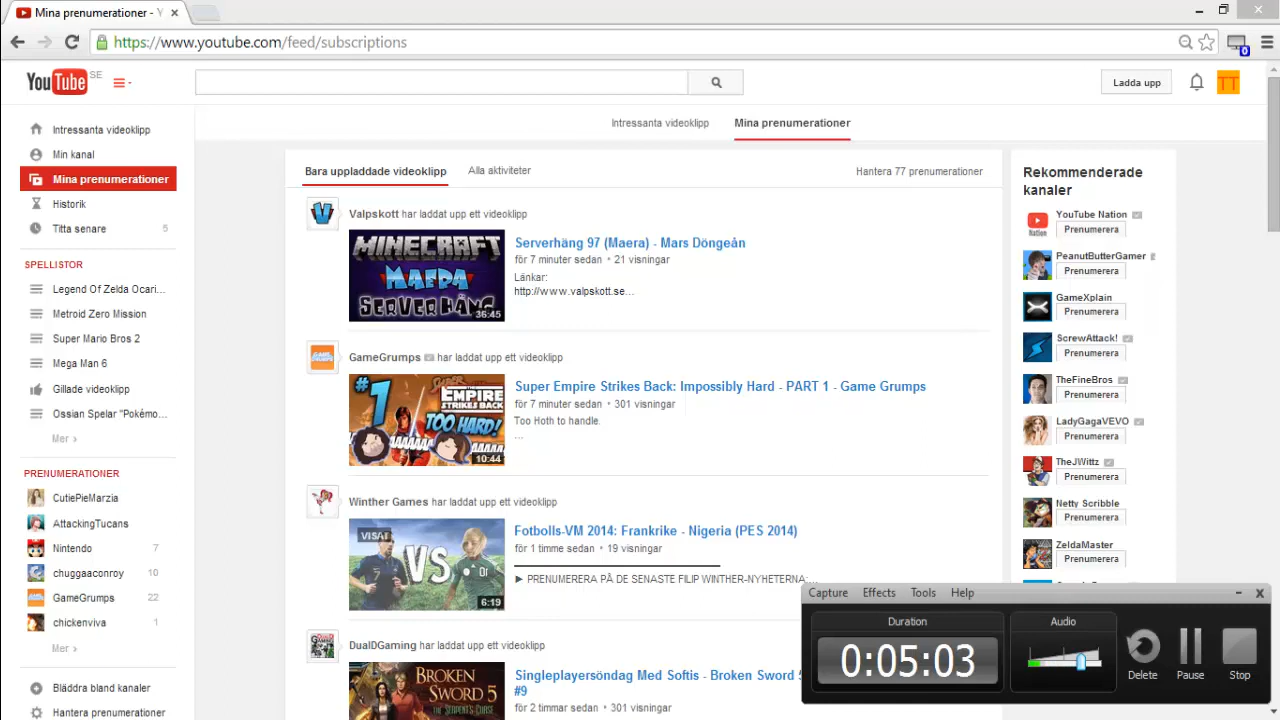 Mina prenumerationer - Y
https://www.youtube.com/feed/subscriptions
0
YouTube SE
Ladda upp
TT
Intressanta videoklipp
Mina prenumerationer
Intressanta videoklipp
Min kanal
Mina prenumerationer
Historik
Titta senare 5
SPELLISTOR
Legend Of Zelda Ocari...
Metroid Zero Mission
Super Mario Bros 2
Mega Man 6
Gillade videoklipp
Ossian Spelar "Pokémo...
Mer ›
PRENUMERATIONER
CutiePieMarzia
AttackingTucans
Nintendo 7
chuggaaconroy 10
GameGrumps 22
chickenviva 1
Mer ›
Bläddra bland kanaler
Hantera prenumerationer
Bara uppladdade videoklipp
Alla aktiviteter
Hantera 77 prenumerationer
Valpskott har laddat upp ett videoklipp
MINECRAFT
MAERA
SERVERHÄNG
36:45
Serverhäng 97 (Maera) - Mars Döngeån
för 7 minuter sedan • 21 visningar
Länkar:
http://www.valpskott.se...
GameGrumps har laddat upp ett videoklipp
#1
SUPER
EMPIRE
STRIKES BACK
TOO HARD!
10:44
Super Empire Strikes Back: Impossibly Hard - PART 1 - Game Grumps
för 7 minuter sedan • 301 visningar
Too Hoth to handle.
...
Winther Games har laddat upp ett videoklipp
VISAT
VS
6:19
Fotbolls-VM 2014: Frankrike - Nigeria (PES 2014)
för 1 timme sedan • 19 visningar
► PRENUMERERA PÅ DE SENASTE FILIP WINTHER-NYHETERNA:...
DualDGaming har laddat upp ett videoklipp
BROKEN
SWORD 5
THE SERPENT'S CURSE
Singleplayersöndag Med Softis - Broken Sword 5
#9
för 2 timmar sedan • 301 visningar
Rekommenderade
kanaler
YouTube Nation
Prenumerera
PeanutButterGamer
Prenumerera
GameXplain
Prenumerera
ScrewAttack!
Prenumerera
TheFineBros
Prenumerera
LadyGagaVEVO
Prenumerera
TheJWittz
Prenumerera
Netty Scribble
Prenumerera
ZeldaMaster
Prenumerera
Capture Effects Tools Help
Duration
0:05:03
Audio
Delete
Pause
Stop